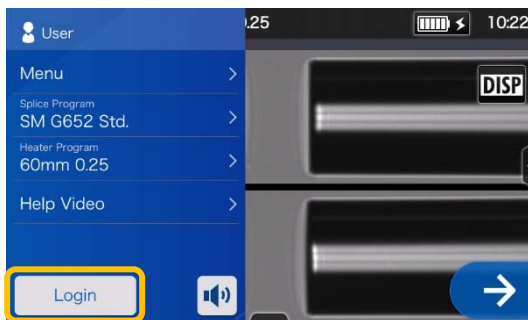 User
.25
10:22
Menu
DISP
Splice Program
SM G652 Std.
Heater Program
60mm 0.25
Help Video
Login